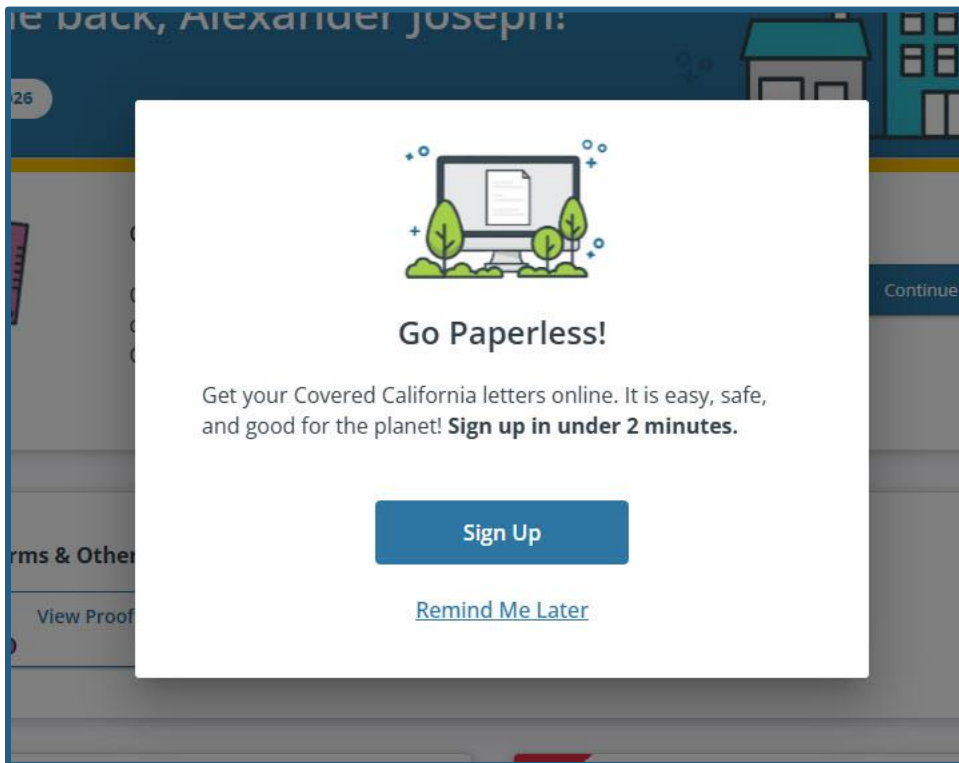 back, Alexander Joseph!
26
Continue
Go Paperless!
Get your Covered California letters online. It is easy, safe,
and good for the planet! Sign up in under 2 minutes.
Sign Up
rms & Other
View Proof
Remind Me Later